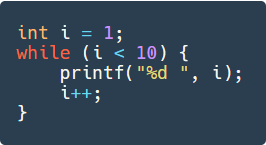 int i = 1;
while (i < 10) {
    printf("%d ", i);
    i++;
}